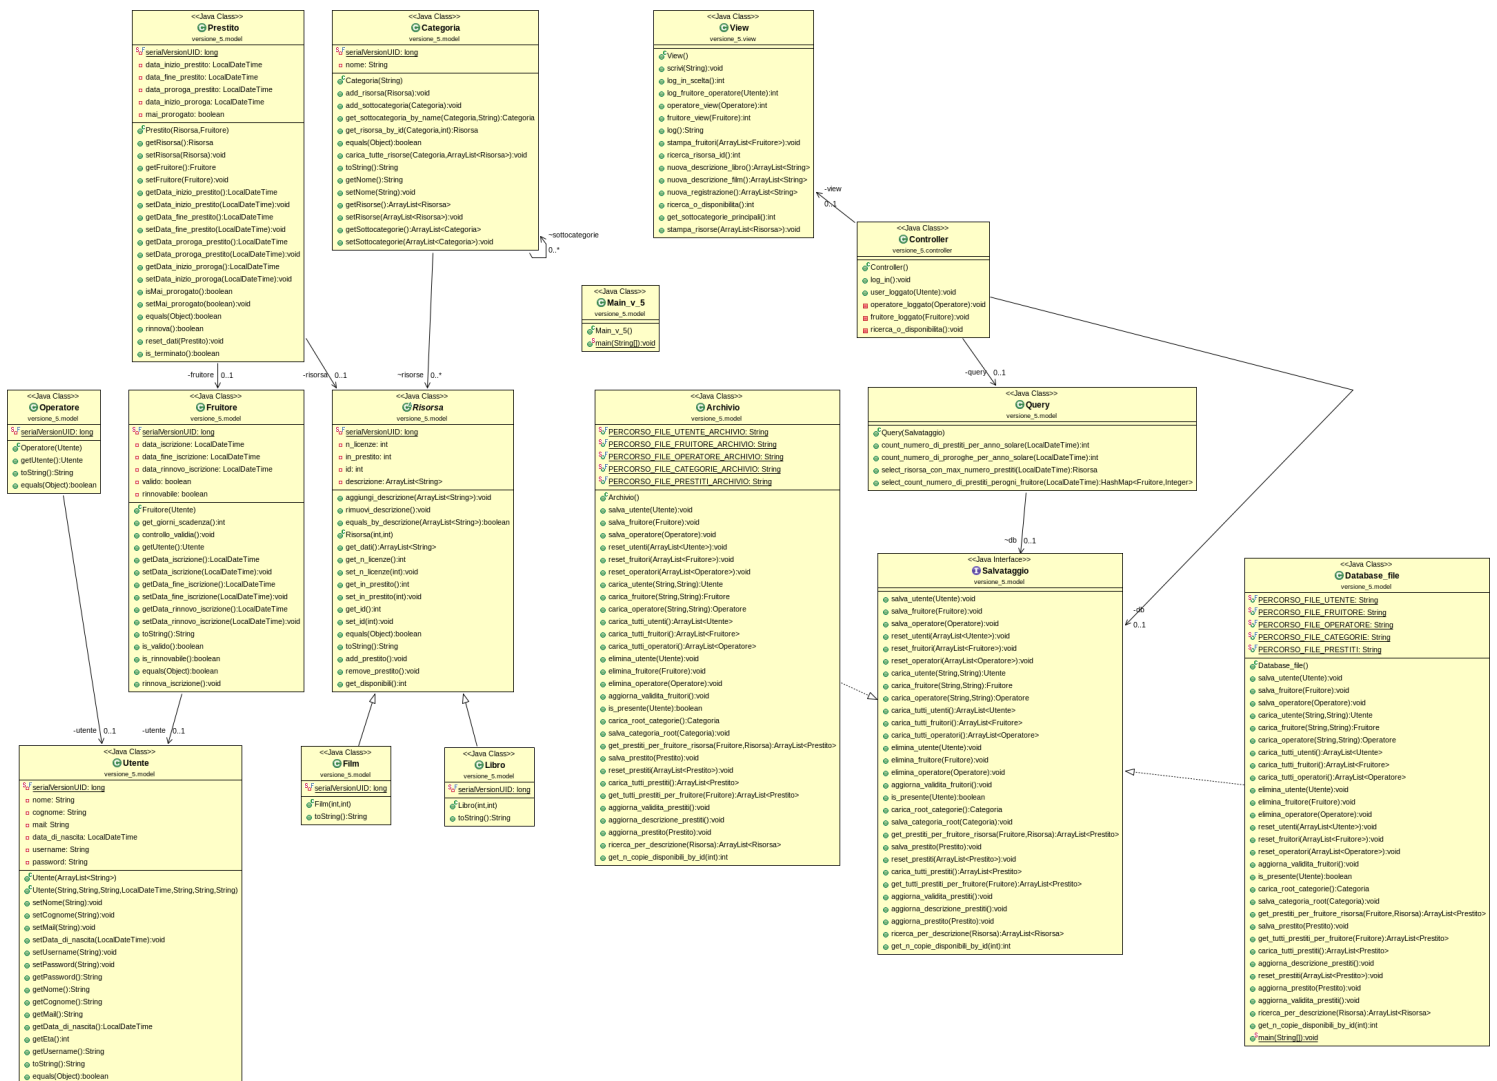 <<Java Class>>
Prestito
versione_5.model
serialVersionUID: long
data_inizio_prestito: LocalDateTime
data_fine_prestito: LocalDateTime
data_proroga_prestito: LocalDateTime
data_inizio_proroga: LocalDateTime
mai_prorogato: boolean
Prestito(Risorsa,Fruitore)
getRisorsa():Risorsa
setRisorsa(Risorsa):void
getFruitore():Fruitore
setFruitore(Fruitore):void
getData_inizio_prestito():LocalDateTime
setData_inizio_prestito(LocalDateTime):void
getData_fine_prestito():LocalDateTime
setData_fine_prestito(LocalDateTime):void
getData_proroga_prestito():LocalDateTime
setData_proroga_prestito(LocalDateTime):void
getData_inizio_proroga():LocalDateTime
setData_inizio_proroga(LocalDateTime):void
isMai_prorogato():boolean
setMai_prorogato(boolean):void
equals(Object):boolean
rinnova():boolean
reset_dati(Prestito):void
is_terminato():boolean
<<Java Class>>
Categoria
versione_5.model
serialVersionUID: long
nome: String
Categoria(String)
add_risorsa(Risorsa):void
add_sottocategoria(Categoria):void
get_sottocategoria_by_name(Categoria,String):Categoria
get_risorsa_by_id(Categoria,int):Risorsa
equals(Object):boolean
carica_tutte_risorse(Categoria,ArrayList<Risorsa>):void
toString():String
getNome():String
setNome(String):void
getRisorse():ArrayList<Risorsa>
setRisorse(ArrayList<Risorsa>):void
getSottocategorie():ArrayList<Categoria>
setSottocategorie(ArrayList<Categoria>):void
~sottocategorie
0..*
<<Java Class>>
View
versione_5.view
View()
scrivi(String):void
log_in_scelta():int
log_fruitore_operatore(Utente):int
operatore_view(Operatore):int
fruitore_view(Fruitore):int
log():String
stampa_fruitori(ArrayList<Fruitore>):void
ricerca_risorsa_id():int
nuova_descrizione_libro():ArrayList<String>
nuova_descrizione_film():ArrayList<String>
nuova_registrazione():ArrayList<String>
ricerca_o_disponibilita():int
get_sottocategorie_principali():int
stampa_risorse(ArrayList<Risorsa>):void
-view
0..1
<<Java Class>>
Controller
versione_5.controller
Controller()
log_in():void
user_loggato(Utente):void
operatore_loggato(Operatore):void
fruitore_loggato(Fruitore):void
ricerca_o_disponibilita():void
<<Java Class>>
Main_v_5
versione_5.model
Main_v_5()
main(String[]):void
-fruitore 0..1
-risorsa 0..1
~risorse 0..*
-query 0..1
<<Java Class>>
Operatore
versione_5.model
serialVersionUID: long
Operatore(Utente)
getUtente():Utente
toString():String
equals(Object):boolean
<<Java Class>>
Fruitore
versione_5.model
serialVersionUID: long
data_iscrizione: LocalDateTime
data_fine_iscrizione: LocalDateTime
data_rinnovo_iscrizione: LocalDateTime
valido: boolean
rinnovabile: boolean
Fruitore(Utente)
get_giorni_scadenza():int
controllo_validia():void
getUtente():Utente
getData_iscrizione():LocalDateTime
setData_iscrizione(LocalDateTime):void
getData_fine_iscrizione():LocalDateTime
setData_fine_iscrizione(LocalDateTime):void
getData_rinnovo_iscrizione():LocalDateTime
setData_rinnovo_iscrizione(LocalDateTime):void
toString():String
is_valido():boolean
is_rinnovabile():boolean
equals(Object):boolean
rinnova_iscrizione():void
<<Java Class>>
Risorsa
versione_5.model
serialVersionUID: long
n_licenze: int
in_prestito: int
id: int
descrizione: ArrayList<String>
aggiungi_descrizione(ArrayList<String>):void
rimuovi_descrizione():void
equals_by_descrizione(ArrayList<String>):boolean
Risorsa(int,int)
get_dati():ArrayList<String>
get_n_licenze():int
set_n_licenze(int):void
get_in_prestito():int
set_in_prestito(int):void
get_id():int
set_id(int):void
equals(Object):boolean
toString():String
add_prestito():void
remove_prestito():void
get_disponibili():int
<<Java Class>>
Archivio
versione_5.model
PERCORSO_FILE_UTENTE_ARCHIVIO: String
PERCORSO_FILE_FRUITORE_ARCHIVIO: String
PERCORSO_FILE_OPERATORE_ARCHIVIO: String
PERCORSO_FILE_CATEGORIE_ARCHIVIO: String
PERCORSO_FILE_PRESTITI_ARCHIVIO: String
Archivio()
salva_utente(Utente):void
salva_fruitore(Fruitore):void
salva_operatore(Operatore):void
reset_utenti(ArrayList<Utente>):void
reset_fruitori(ArrayList<Fruitore>):void
reset_operatori(ArrayList<Operatore>):void
carica_utente(String,String):Utente
carica_fruitore(String,String):Fruitore
carica_operatore(String,String):Operatore
carica_tutti_utenti():ArrayList<Utente>
carica_tutti_fruitori():ArrayList<Fruitore>
carica_tutti_operatori():ArrayList<Operatore>
elimina_utente(Utente):void
elimina_fruitore(Fruitore):void
elimina_operatore(Operatore):void
aggiorna_validita_fruitori():void
is_presente(Utente):boolean
carica_root_categorie():Categoria
salva_categoria_root(Categoria):void
get_prestiti_per_fruitore_risorsa(Fruitore,Risorsa):ArrayList<Prestito>
salva_prestito(Prestito):void
reset_prestiti(ArrayList<Prestito>):void
carica_tutti_prestiti():ArrayList<Prestito>
get_tutti_prestiti_per_fruitore(Fruitore):ArrayList<Prestito>
aggiorna_validita_prestiti():void
aggiorna_descrizione_prestiti():void
aggiorna_prestito(Prestito):void
ricerca_per_descrizione(Risorsa):ArrayList<Risorsa>
get_n_copie_disponibili_by_id(int):int
<<Java Class>>
Query
versione_5.model
Query(Salvataggio)
count_numero_di_prestiti_per_anno_solare(LocalDateTime):int
count_numero_di_proroghe_per_anno_solare(LocalDateTime):int
select_risorsa_con_max_numero_prestiti(LocalDateTime):Risorsa
select_count_numero_di_prestiti_perogni_fruitore(LocalDateTime):HashMap<Fruitore,Integer>
~db 0..1
<<Java Interface>>
Salvataggio
versione_5.model
salva_utente(Utente):void
salva_fruitore(Fruitore):void
salva_operatore(Operatore):void
reset_utenti(ArrayList<Utente>):void
reset_fruitori(ArrayList<Fruitore>):void
reset_operatori(ArrayList<Operatore>):void
carica_utente(String,String):Utente
carica_fruitore(String,String):Fruitore
carica_operatore(String,String):Operatore
carica_tutti_utenti():ArrayList<Utente>
carica_tutti_fruitori():ArrayList<Fruitore>
carica_tutti_operatori():ArrayList<Operatore>
elimina_utente(Utente):void
elimina_fruitore(Fruitore):void
elimina_operatore(Operatore):void
aggiorna_validita_fruitori():void
is_presente(Utente):boolean
carica_root_categorie():Categoria
salva_categoria_root(Categoria):void
get_prestiti_per_fruitore_risorsa(Fruitore,Risorsa):ArrayList<Prestito>
salva_prestito(Prestito):void
reset_prestiti(ArrayList<Prestito>):void
carica_tutti_prestiti():ArrayList<Prestito>
get_tutti_prestiti_per_fruitore(Fruitore):ArrayList<Prestito>
aggiorna_validita_prestiti():void
aggiorna_descrizione_prestiti():void
aggiorna_prestito(Prestito):void
ricerca_per_descrizione(Risorsa):ArrayList<Risorsa>
get_n_copie_disponibili_by_id(int):int
-db
0..1
<<Java Class>>
Database_file
versione_5.model
PERCORSO_FILE_UTENTE: String
PERCORSO_FILE_FRUITORE: String
PERCORSO_FILE_OPERATORE: String
PERCORSO_FILE_CATEGORIE: String
PERCORSO_FILE_PRESTITI: String
Database_file()
salva_utente(Utente):void
salva_fruitore(Fruitore):void
salva_operatore(Operatore):void
carica_utente(String,String):Utente
carica_fruitore(String,String):Fruitore
carica_operatore(String,String):Operatore
carica_tutti_utenti():ArrayList<Utente>
carica_tutti_fruitori():ArrayList<Fruitore>
carica_tutti_operatori():ArrayList<Operatore>
elimina_utente(Utente):void
elimina_fruitore(Fruitore):void
elimina_operatore(Operatore):void
reset_utenti(ArrayList<Utente>):void
reset_fruitori(ArrayList<Fruitore>):void
reset_operatori(ArrayList<Operatore>):void
aggiorna_validita_fruitori():void
is_presente(Utente):boolean
carica_root_categorie():Categoria
salva_categoria_root(Categoria):void
get_prestiti_per_fruitore_risorsa(Fruitore,Risorsa):ArrayList<Prestito>
salva_prestito(Prestito):void
get_tutti_prestiti_per_fruitore(Fruitore):ArrayList<Prestito>
carica_tutti_prestiti():ArrayList<Prestito>
aggiorna_descrizione_prestiti():void
reset_prestiti(ArrayList<Prestito>):void
aggiorna_prestito(Prestito):void
aggiorna_validita_prestiti():void
ricerca_per_descrizione(Risorsa):ArrayList<Risorsa>
get_n_copie_disponibili_by_id(int):int
main(String[]):void
-utente 0..1
-utente 0..1
<<Java Class>>
Utente
versione_5.model
serialVersionUID: long
nome: String
cognome: String
mail: String
data_di_nascita: LocalDateTime
username: String
password: String
Utente(ArrayList<String>)
Utente(String,String,String,LocalDateTime,String,String,String)
setNome(String):void
setCognome(String):void
setMail(String):void
setData_di_nascita(LocalDateTime):void
setUsername(String):void
setPassword(String):void
getPassword():String
getNome():String
getCognome():String
getMail():String
getData_di_nascita():LocalDateTime
getEta():int
getUsername():String
toString():String
equals(Object):boolean
<<Java Class>>
Film
versione_5.model
serialVersionUID: long
Film(int,int)
toString():String
<<Java Class>>
Libro
versione_5.model
serialVersionUID: long
Libro(int,int)
toString():String